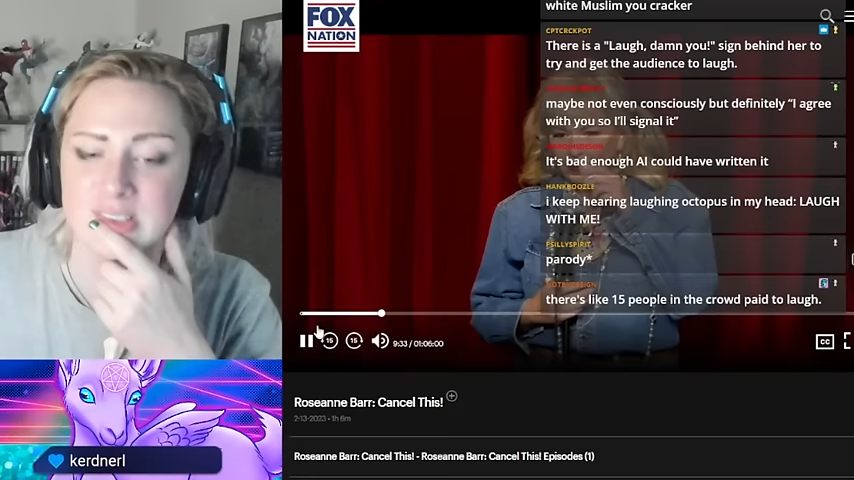 FOX
NATION
white Muslim you cracker
CPTCRCKPOT
There is a "Laugh, damn you!" sign behind her to
try and get the audience to laugh.
maybe not even consciously but definitely “I agree
with you so I’ll signal it”
It's bad enough AI could have written it
HANKBOOZLE
i keep hearing laughing octopus in my head: LAUGH
WITH ME!
PSILLYSPIRIT
parody*
there's like 15 people in the crowd paid to laugh.
15
15
9:33 / 01:06:00
CC
Roseanne Barr: Cancel This!
2-13-2023 • 1h 6m
Roseanne Barr: Cancel This! - Roseanne Barr: Cancel This! Episodes (1)
kerdnerl